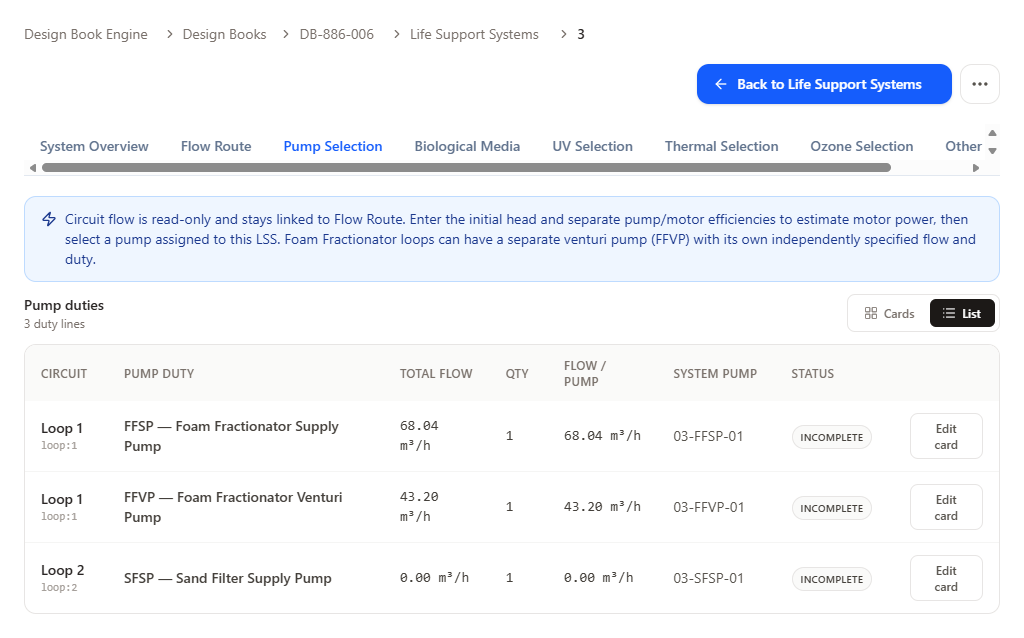 Design Book Engine > Design Books > DB-886-006 > Life Support Systems > 3
← Back to Life Support Systems
System Overview Flow Route Pump Selection Biological Media UV Selection Thermal Selection Ozone Selection Other
Circuit flow is read-only and stays linked to Flow Route. Enter the initial head and separate pump/motor efficiencies to estimate motor power, then
select a pump assigned to this LSS. Foam Fractionator loops can have a separate venturi pump (FFVP) with its own independently specified flow and
duty.
Pump duties
3 duty lines
Cards List
CIRCUIT PUMP DUTY TOTAL FLOW QTY FLOW /
PUMP SYSTEM PUMP STATUS
Loop 1
loop:1
FFSP — Foam Fractionator Supply
Pump
68.04
m³/h
1
68.04 m³/h
03-FFSP-01
INCOMPLETE
Edit
card
Loop 1
loop:1
FFVP — Foam Fractionator Venturi
Pump
43.20
m³/h
1
43.20 m³/h
03-FFVP-01
INCOMPLETE
Edit
card
Loop 2
loop:2
SFSP — Sand Filter Supply Pump
0.00 m³/h
1
0.00 m³/h
03-SFSP-01
INCOMPLETE
Edit
card